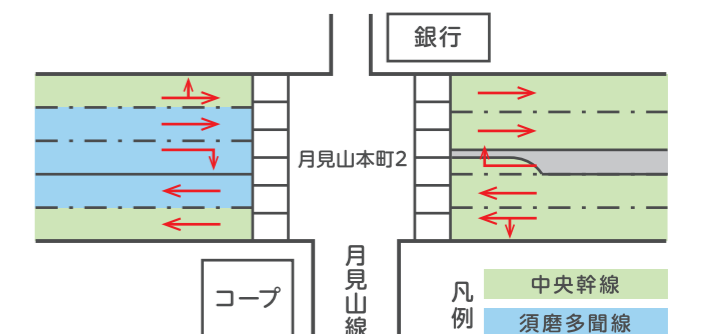 銀行
月見山本町2
月見山線
コープ
凡例
中央幹線
須磨多聞線